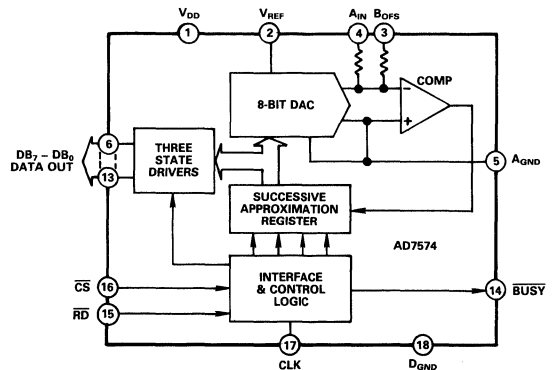 V_DD
1
V_REF
2
A_IN
4
B_OFS
3
8-BIT DAC
COMP
−
+
6
DB₇ – DB₀
DATA OUT
13
THREE
STATE
DRIVERS
5
A_GND
SUCCESSIVE
APPROXIMATION
REGISTER
AD7574
CS
16
RD
15
INTERFACE
& CONTROL
LOGIC
14
BUSY
17
CLK
18
D_GND